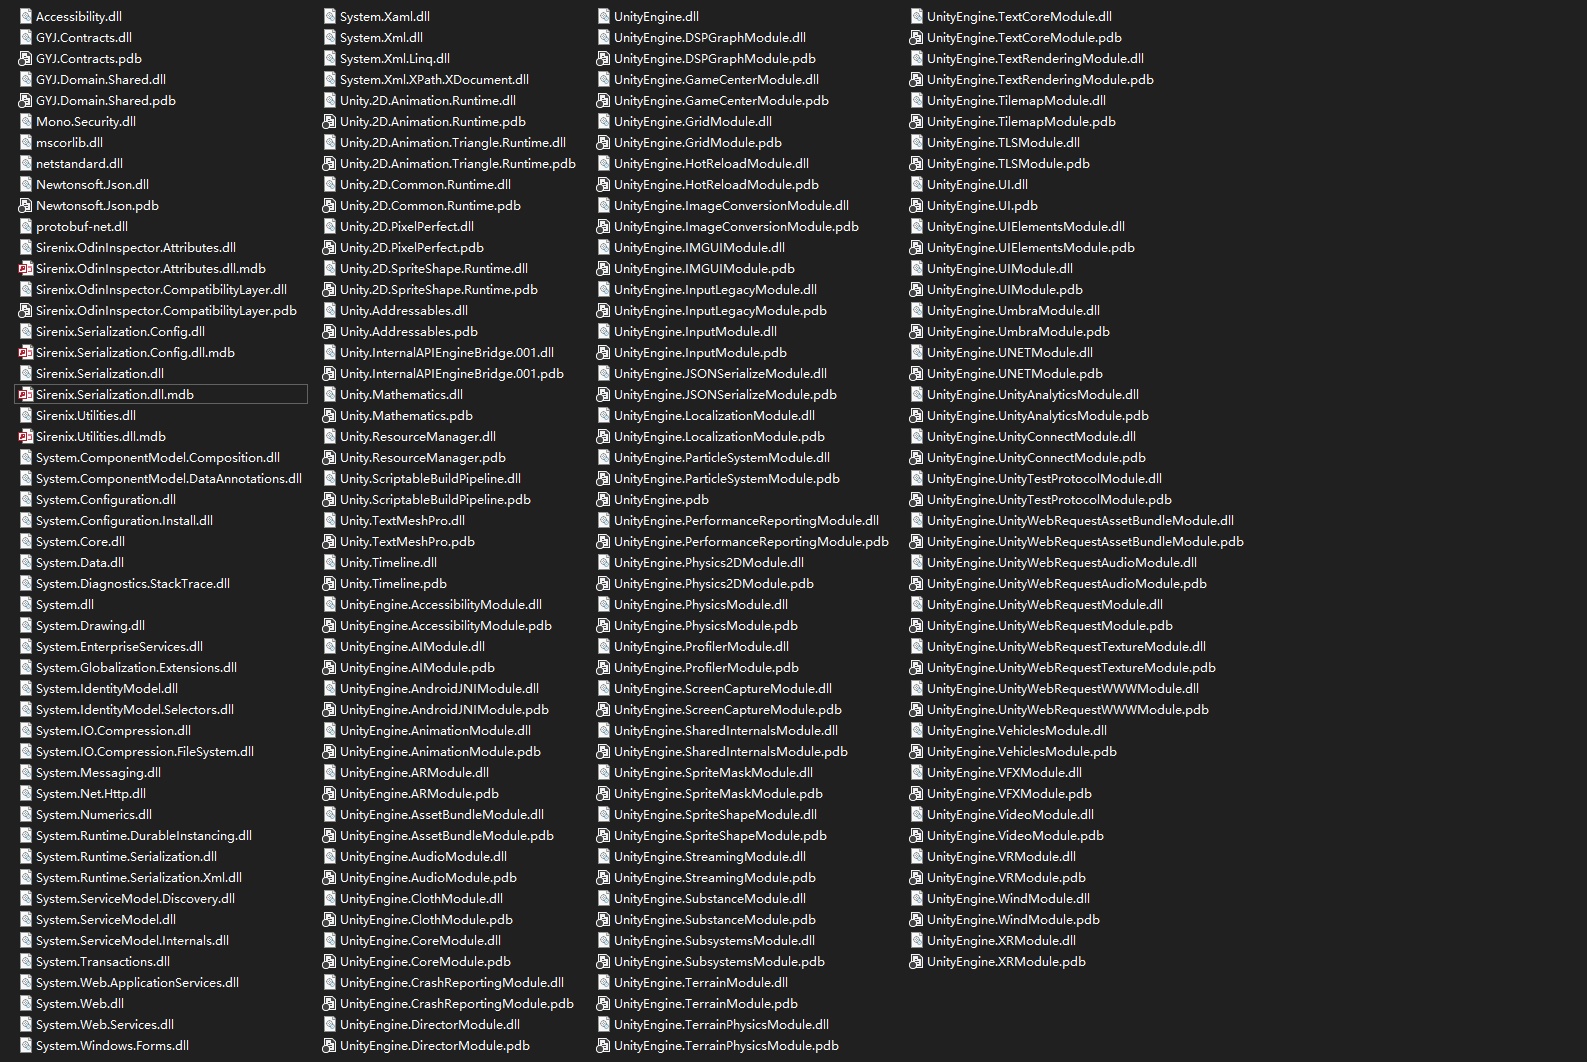 Accessibility.dll
GYJ.Contracts.dll
GYJ.Contracts.pdb
GYJ.Domain.Shared.dll
GYJ.Domain.Shared.pdb
Mono.Security.dll
mscorlib.dll
netstandard.dll
Newtonsoft.Json.dll
Newtonsoft.Json.pdb
protobuf-net.dll
Sirenix.OdinInspector.Attributes.dll
Sirenix.OdinInspector.Attributes.dll.mdb
Sirenix.OdinInspector.CompatibilityLayer.dll
Sirenix.OdinInspector.CompatibilityLayer.pdb
Sirenix.Serialization.Config.dll
Sirenix.Serialization.Config.dll.mdb
Sirenix.Serialization.dll
Sirenix.Serialization.dll.mdb
Sirenix.Utilities.dll
Sirenix.Utilities.dll.mdb
System.ComponentModel.Composition.dll
System.ComponentModel.DataAnnotations.dll
System.Configuration.dll
System.Configuration.Install.dll
System.Core.dll
System.Data.dll
System.Diagnostics.StackTrace.dll
System.dll
System.Drawing.dll
System.EnterpriseServices.dll
System.Globalization.Extensions.dll
System.IdentityModel.dll
System.IdentityModel.Selectors.dll
System.IO.Compression.dll
System.IO.Compression.FileSystem.dll
System.Messaging.dll
System.Net.Http.dll
System.Numerics.dll
System.Runtime.DurableInstancing.dll
System.Runtime.Serialization.dll
System.Runtime.Serialization.Xml.dll
System.ServiceModel.Discovery.dll
System.ServiceModel.dll
System.ServiceModel.Internals.dll
System.Transactions.dll
System.Web.ApplicationServices.dll
System.Web.dll
System.Web.Services.dll
System.Windows.Forms.dll
System.Xaml.dll
System.Xml.dll
System.Xml.Linq.dll
System.Xml.XPath.XDocument.dll
Unity.2D.Animation.Runtime.dll
Unity.2D.Animation.Runtime.pdb
Unity.2D.Animation.Triangle.Runtime.dll
Unity.2D.Animation.Triangle.Runtime.pdb
Unity.2D.Common.Runtime.dll
Unity.2D.Common.Runtime.pdb
Unity.2D.PixelPerfect.dll
Unity.2D.PixelPerfect.pdb
Unity.2D.SpriteShape.Runtime.dll
Unity.2D.SpriteShape.Runtime.pdb
Unity.Addressables.dll
Unity.Addressables.pdb
Unity.InternalAPIEngineBridge.001.dll
Unity.InternalAPIEngineBridge.001.pdb
Unity.Mathematics.dll
Unity.Mathematics.pdb
Unity.ResourceManager.dll
Unity.ResourceManager.pdb
Unity.ScriptableBuildPipeline.dll
Unity.ScriptableBuildPipeline.pdb
Unity.TextMeshPro.dll
Unity.TextMeshPro.pdb
Unity.Timeline.dll
Unity.Timeline.pdb
UnityEngine.AccessibilityModule.dll
UnityEngine.AccessibilityModule.pdb
UnityEngine.AIModule.dll
UnityEngine.AIModule.pdb
UnityEngine.AndroidJNIModule.dll
UnityEngine.AndroidJNIModule.pdb
UnityEngine.AnimationModule.dll
UnityEngine.AnimationModule.pdb
UnityEngine.ARModule.dll
UnityEngine.ARModule.pdb
UnityEngine.AssetBundleModule.dll
UnityEngine.AssetBundleModule.pdb
UnityEngine.AudioModule.dll
UnityEngine.AudioModule.pdb
UnityEngine.ClothModule.dll
UnityEngine.ClothModule.pdb
UnityEngine.CoreModule.dll
UnityEngine.CoreModule.pdb
UnityEngine.CrashReportingModule.dll
UnityEngine.CrashReportingModule.pdb
UnityEngine.DirectorModule.dll
UnityEngine.DirectorModule.pdb
UnityEngine.dll
UnityEngine.DSPGraphModule.dll
UnityEngine.DSPGraphModule.pdb
UnityEngine.GameCenterModule.dll
UnityEngine.GameCenterModule.pdb
UnityEngine.GridModule.dll
UnityEngine.GridModule.pdb
UnityEngine.HotReloadModule.dll
UnityEngine.HotReloadModule.pdb
UnityEngine.ImageConversionModule.dll
UnityEngine.ImageConversionModule.pdb
UnityEngine.IMGUIModule.dll
UnityEngine.IMGUIModule.pdb
UnityEngine.InputLegacyModule.dll
UnityEngine.InputLegacyModule.pdb
UnityEngine.InputModule.dll
UnityEngine.InputModule.pdb
UnityEngine.JSONSerializeModule.dll
UnityEngine.JSONSerializeModule.pdb
UnityEngine.LocalizationModule.dll
UnityEngine.LocalizationModule.pdb
UnityEngine.ParticleSystemModule.dll
UnityEngine.ParticleSystemModule.pdb
UnityEngine.pdb
UnityEngine.PerformanceReportingModule.dll
UnityEngine.PerformanceReportingModule.pdb
UnityEngine.Physics2DModule.dll
UnityEngine.Physics2DModule.pdb
UnityEngine.PhysicsModule.dll
UnityEngine.PhysicsModule.pdb
UnityEngine.ProfilerModule.dll
UnityEngine.ProfilerModule.pdb
UnityEngine.ScreenCaptureModule.dll
UnityEngine.ScreenCaptureModule.pdb
UnityEngine.SharedInternalsModule.dll
UnityEngine.SharedInternalsModule.pdb
UnityEngine.SpriteMaskModule.dll
UnityEngine.SpriteMaskModule.pdb
UnityEngine.SpriteShapeModule.dll
UnityEngine.SpriteShapeModule.pdb
UnityEngine.StreamingModule.dll
UnityEngine.StreamingModule.pdb
UnityEngine.SubstanceModule.dll
UnityEngine.SubstanceModule.pdb
UnityEngine.SubsystemsModule.dll
UnityEngine.SubsystemsModule.pdb
UnityEngine.TerrainModule.dll
UnityEngine.TerrainModule.pdb
UnityEngine.TerrainPhysicsModule.dll
UnityEngine.TerrainPhysicsModule.pdb
UnityEngine.TextCoreModule.dll
UnityEngine.TextCoreModule.pdb
UnityEngine.TextRenderingModule.dll
UnityEngine.TextRenderingModule.pdb
UnityEngine.TilemapModule.dll
UnityEngine.TilemapModule.pdb
UnityEngine.TLSModule.dll
UnityEngine.TLSModule.pdb
UnityEngine.UI.dll
UnityEngine.UI.pdb
UnityEngine.UIElementsModule.dll
UnityEngine.UIElementsModule.pdb
UnityEngine.UIModule.dll
UnityEngine.UIModule.pdb
UnityEngine.UmbraModule.dll
UnityEngine.UmbraModule.pdb
UnityEngine.UNETModule.dll
UnityEngine.UNETModule.pdb
UnityEngine.UnityAnalyticsModule.dll
UnityEngine.UnityAnalyticsModule.pdb
UnityEngine.UnityConnectModule.dll
UnityEngine.UnityConnectModule.pdb
UnityEngine.UnityTestProtocolModule.dll
UnityEngine.UnityTestProtocolModule.pdb
UnityEngine.UnityWebRequestAssetBundleModule.dll
UnityEngine.UnityWebRequestAssetBundleModule.pdb
UnityEngine.UnityWebRequestAudioModule.dll
UnityEngine.UnityWebRequestAudioModule.pdb
UnityEngine.UnityWebRequestModule.dll
UnityEngine.UnityWebRequestModule.pdb
UnityEngine.UnityWebRequestTextureModule.dll
UnityEngine.UnityWebRequestTextureModule.pdb
UnityEngine.UnityWebRequestWWWModule.dll
UnityEngine.UnityWebRequestWWWModule.pdb
UnityEngine.VehiclesModule.dll
UnityEngine.VehiclesModule.pdb
UnityEngine.VFXModule.dll
UnityEngine.VFXModule.pdb
UnityEngine.VideoModule.dll
UnityEngine.VideoModule.pdb
UnityEngine.VRModule.dll
UnityEngine.VRModule.pdb
UnityEngine.WindModule.dll
UnityEngine.WindModule.pdb
UnityEngine.XRModule.dll
UnityEngine.XRModule.pdb